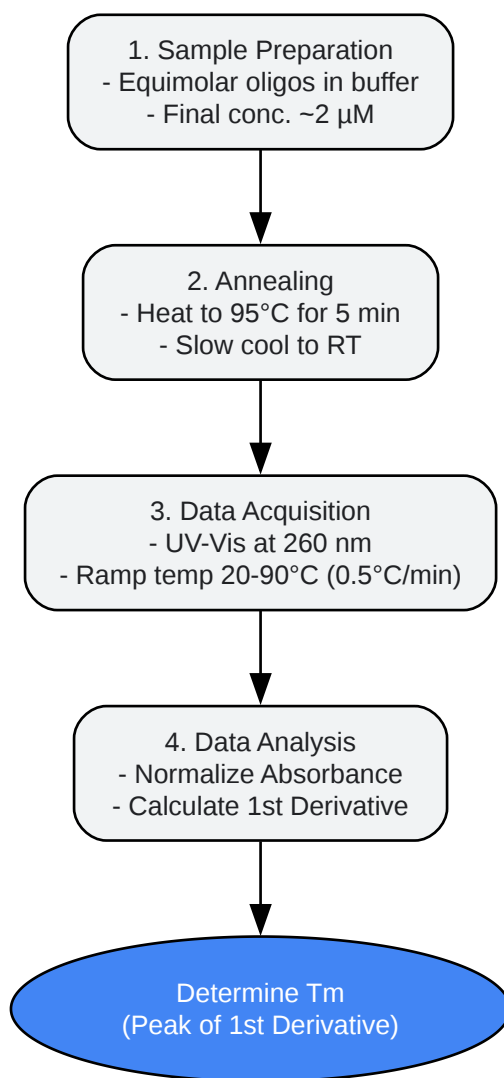 1. Sample Preparation
- Equimolar oligos in buffer
- Final conc. ~2 µM
2. Annealing
- Heat to 95°C for 5 min
- Slow cool to RT
3. Data Acquisition
- UV-Vis at 260 nm
- Ramp temp 20-90°C (0.5°C/min)
4. Data Analysis
- Normalize Absorbance
- Calculate 1st Derivative
Determine Tm
(Peak of 1st Derivative)